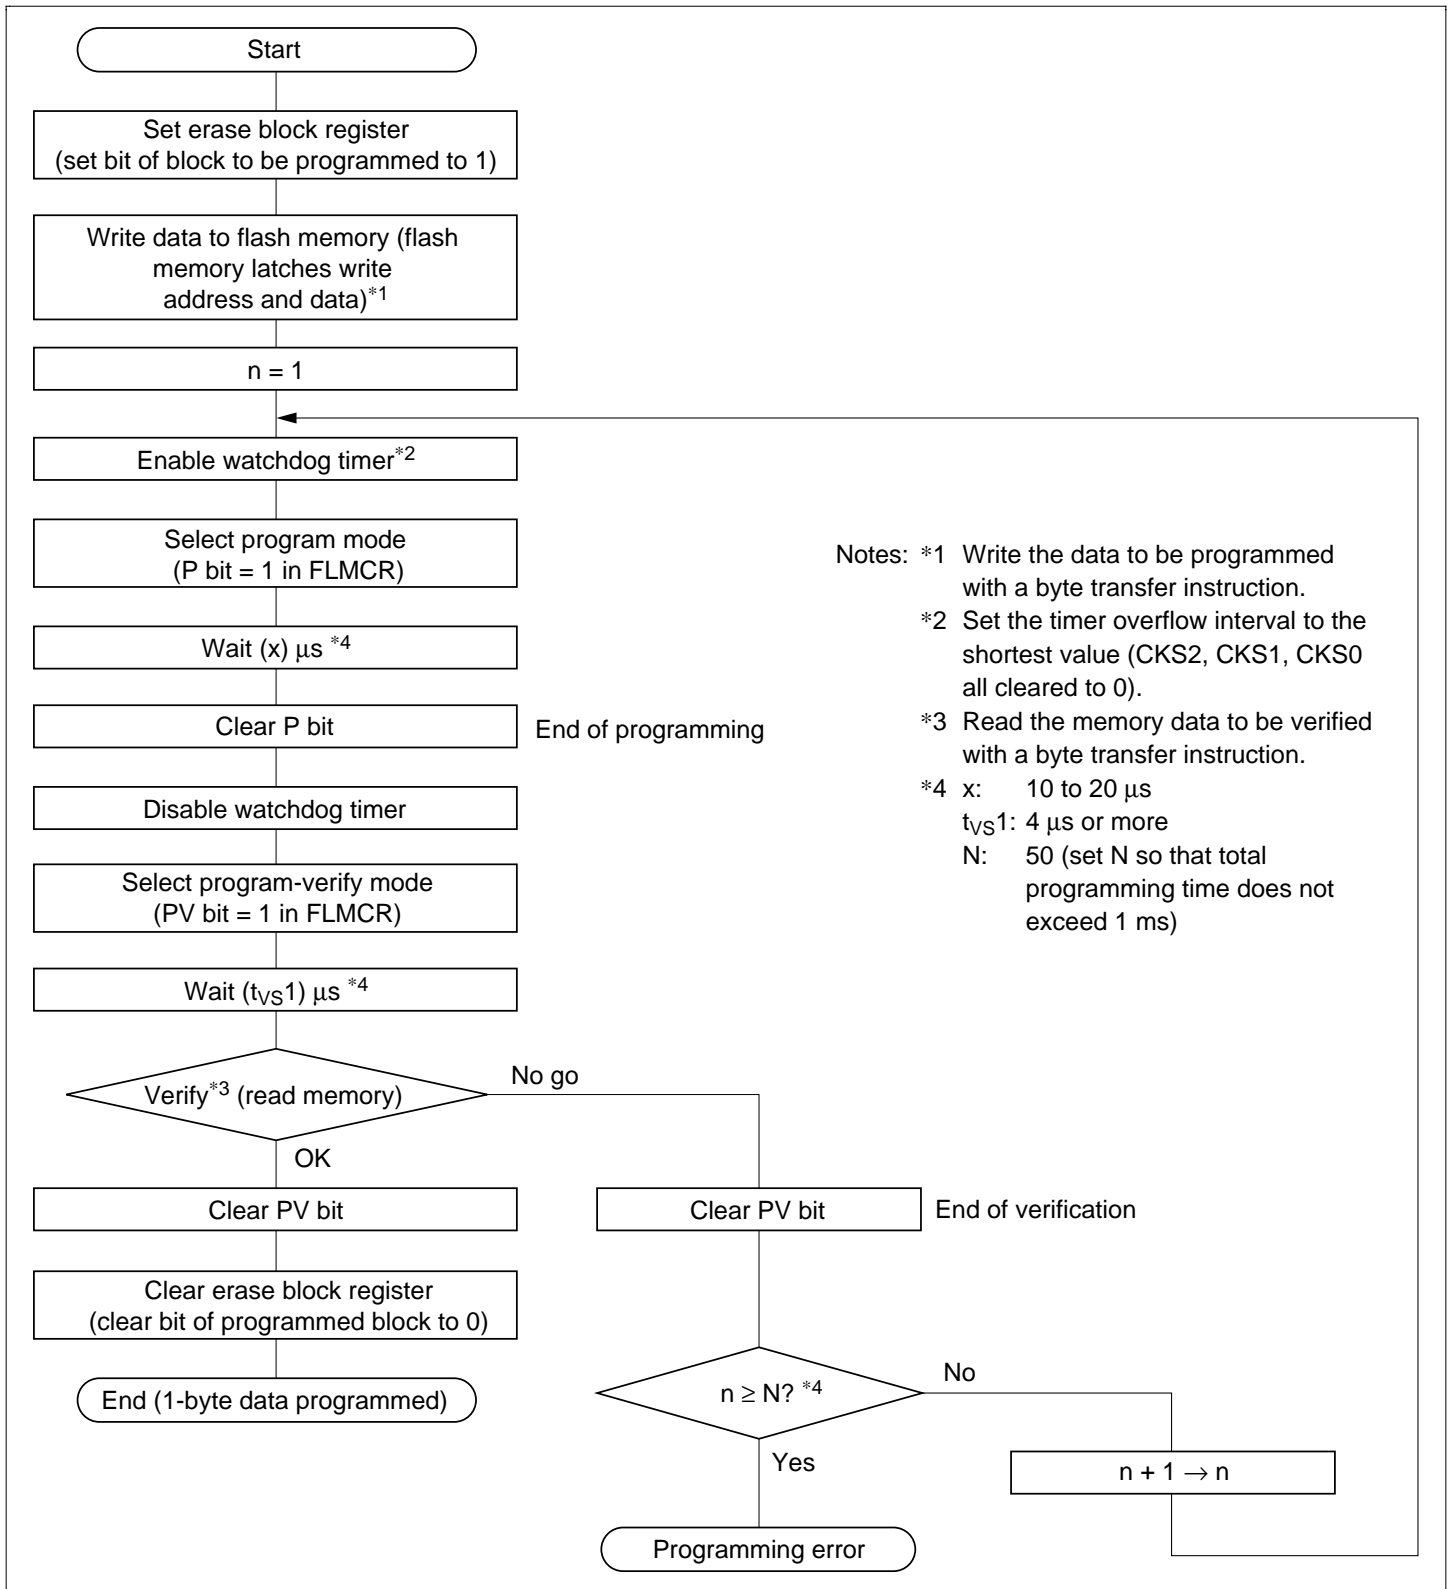 Start
Set erase block register
(set bit of block to be programmed to 1)
Write data to flash memory (flash
memory latches write
address and data)*1
n = 1
Enable watchdog timer*2
Select program mode
(P bit = 1 in FLMCR)
Wait (x) μs *4
Clear P bit
End of programming
Disable watchdog timer
Select program-verify mode
(PV bit = 1 in FLMCR)
Wait (tVS1) μs *4
Verify*3 (read memory)
No go
OK
Clear PV bit
Clear erase block register
(clear bit of programmed block to 0)
End (1-byte data programmed)
Clear PV bit
End of verification
n ≥ N? *4
No
Yes
n + 1 → n
Programming error
Notes: *1 Write the data to be programmed
with a byte transfer instruction.
*2 Set the timer overflow interval to the
shortest value (CKS2, CKS1, CKS0
all cleared to 0).
*3 Read the memory data to be verified
with a byte transfer instruction.
*4 x: 10 to 20 μs
tVS1: 4 μs or more
N: 50 (set N so that total
programming time does not
exceed 1 ms)